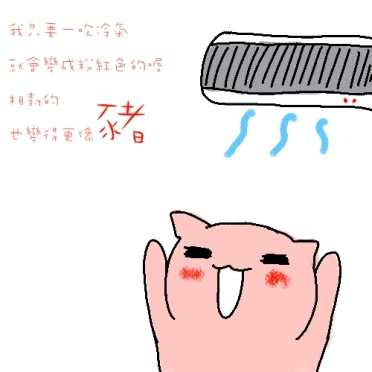 我只要一吹冷氣
就會變成粉紅色的喔
相對的
也變得更像豬